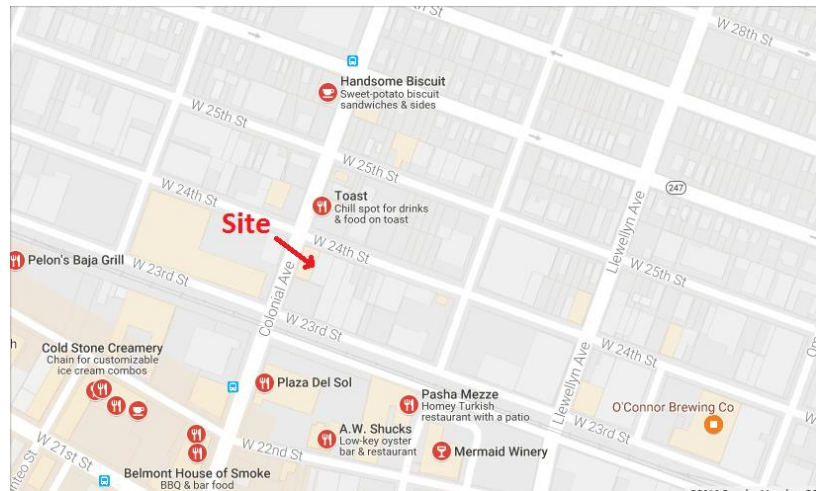 W 28th St
Handsome Biscuit
Sweet-potato biscuit
sandwiches & sides
W 25th St
W 25th St
247
Toast
Chill spot for drinks
& food on toast
W 24th St
Site
W 24th St
Llewellyn Ave
Pelon's Baja Grill
W 23rd St
W 25th St
Colonial Ave
W 23rd St
Cold Stone Creamery
Chain for customizable
ice cream combos
W 24th St
Plaza Del Sol
Pasha Mezze
Homey Turkish
restaurant with a patio
Llewellyn Ave
O'Connor Brewing Co
A.W. Shucks
Low-key oyster
bar & restaurant
Mermaid Winery
W 23rd St
W 21st St
W 22nd St
Belmont House of Smoke
BBQ & bar food